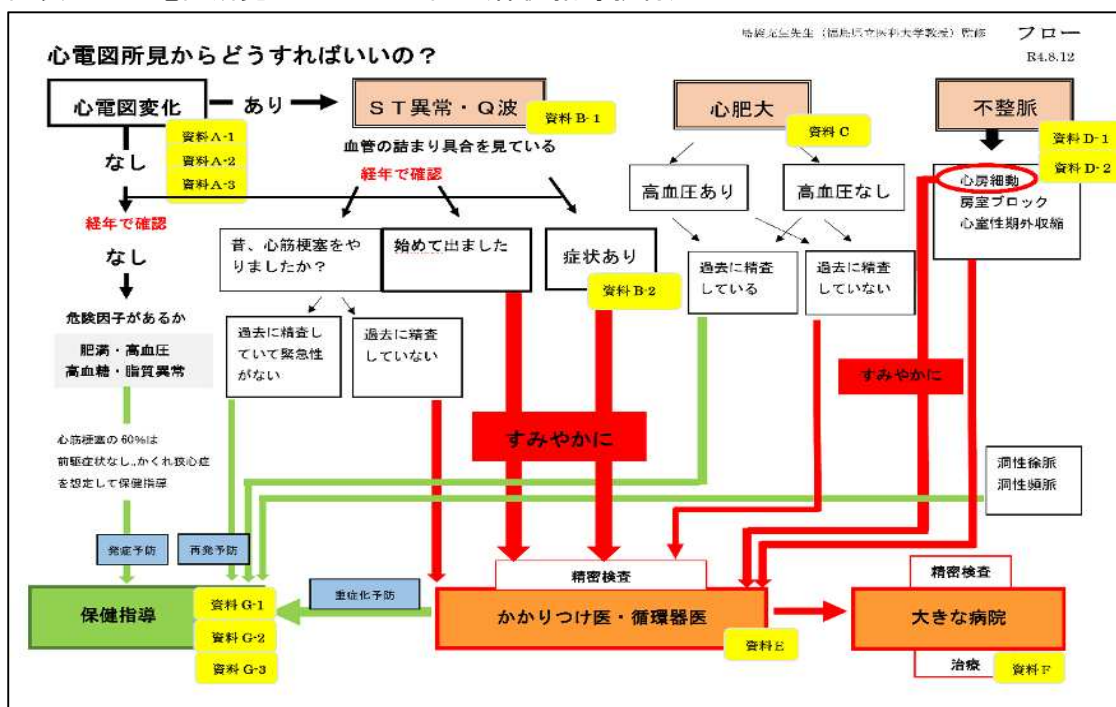 心電図所見からどうすればいいの？
（福島県立医科大学教授）監修
フロー
R4.8.12
心電図変化
あり
ＳＴ異常・Ｑ波
心肥大
不整脈
資料A-1
資料A-2
資料A-3
資料B-1
資料C
資料D-1
資料D-2
なし
血管の詰まり具合を見ている
経年で確認
高血圧あり
高血圧なし
心房細動
房室ブロック
心室性期外収縮
経年で確認
なし
昔、心筋梗塞をや
りましたか？
始めて出ました
症状あり
資料B-2
過去に精査
している
過去に精査
していない
危険因子があるか
肥満・高血圧
高血糖・脂質異常
過去に精査し
ていて緊急性
がない
過去に精査
していない
すみやかに
すみやかに
心筋梗塞の60%は
前駆症状なし、かくれ狭心症
を想定して保健指導
洞性徐脈
洞性頻脈
発症予防
再発予防
重症化予防
精密検査
精密検査
保健指導
資料G-1
資料G-2
資料G-3
かかりつけ医・循環器医
資料E
大きな病院
治療
資料F